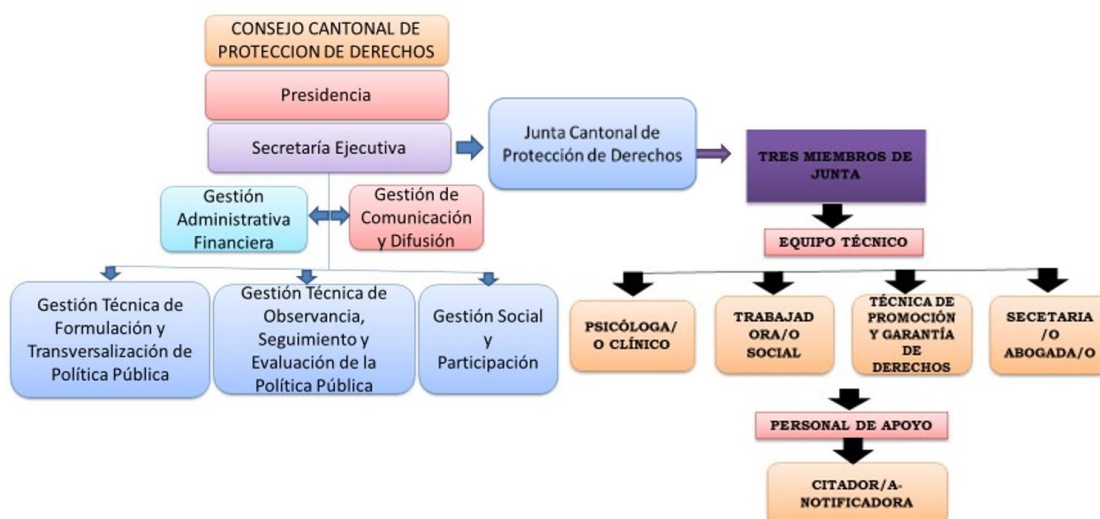 CONSEJO CANTONAL DE
PROTECCION DE DERECHOS
Presidencia
Secretaría Ejecutiva
Junta Cantonal de
Protección de Derechos
TRES MIEMBROS DE
JUNTA
Gestión
Administrativa
Financiera
Gestión de
Comunicación
y Difusión
EQUIPO TÉCNICO
Gestión Técnica de
Formulación y
Transversalización de
Política Pública
Gestión Técnica de
Observancia,
Seguimiento y
Evaluación de la
Política Pública
Gestión Social
y
Participación
PSICÓLOGA/
O CLÍNICO
TRABAJAD
ORA/O
SOCIAL
TÉCNICA DE
PROMOCIÓN
Y GARANTÍA
DE
DERECHOS
SECETARIA
/O
ABOGADA/O
PERSONAL DE APOYO
CITADOR/A-
NOTIFICADORA